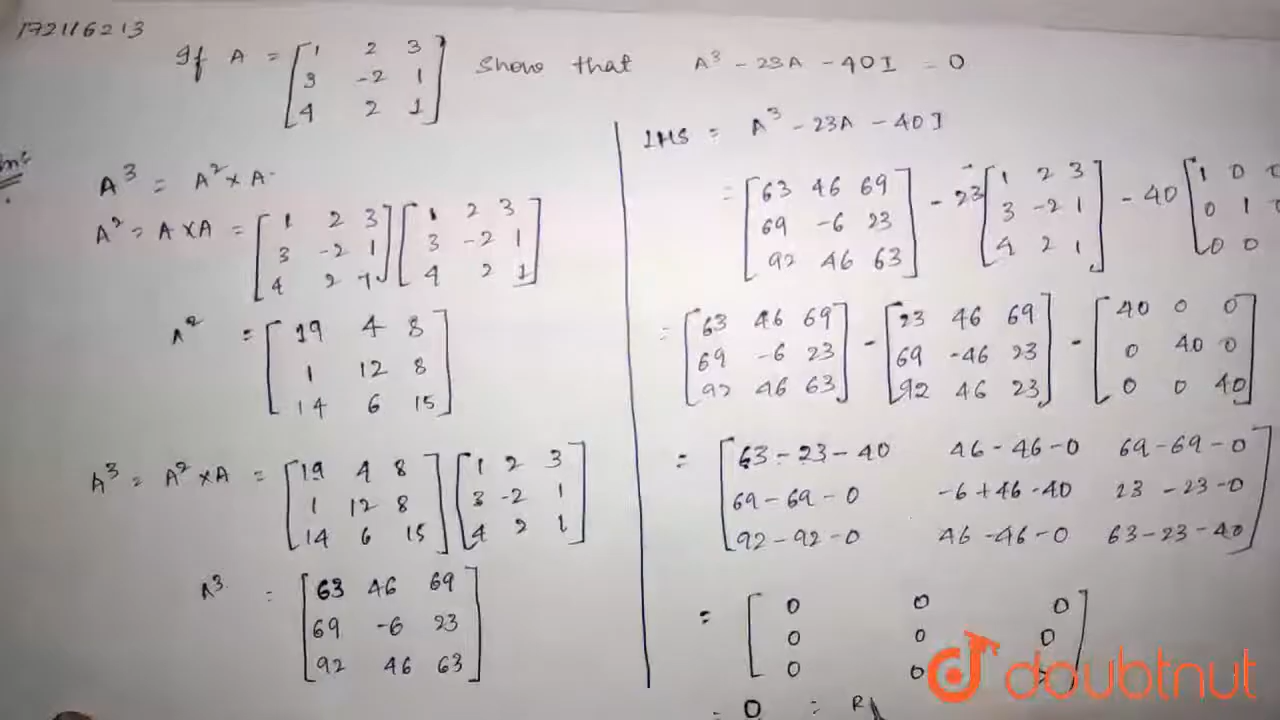 172116213
If A = [1 2 3
3 -2 1
4 2 1] show that A³ - 23A - 40I = 0
A³ = A² × A.
A² = A × A = [1 2 3 ] [1 2 3
3 -2 1 ] [3 -2 1
4 2 1 ] [4 2 1]
A² = [19 4 8
1 12 8
14 6 15]
A³ = A² × A = [19 4 8 ] [1 2 3
1 12 8 ] [3 -2 1
14 6 15 ] [4 2 1]
A³ = [63 46 69
69 -6 23
92 46 63]
LHS = A³ - 23A - 40I
= [63 46 69 ] - 23 [1 2 3 ] - 40 [1 0
69 -6 23 ] [3 -2 1 ] [0 1
92 46 63 ] [4 2 1 ] [0 0
= [63 46 69 ] - [23 46 69 ] - [40 0 0
69 -6 23 ] [69 -46 23 ] [0 40 0
92 46 63 ] [92 46 23 ] [0 0 40]
= [63-23-40 46-46-0 69-69-0
69-69-0 -6+46-40 23-23-0
92-92-0 46-46-0 63-23-40]
= [0 0 0
0 0 0
0 0
= 0 = R
doubtnut